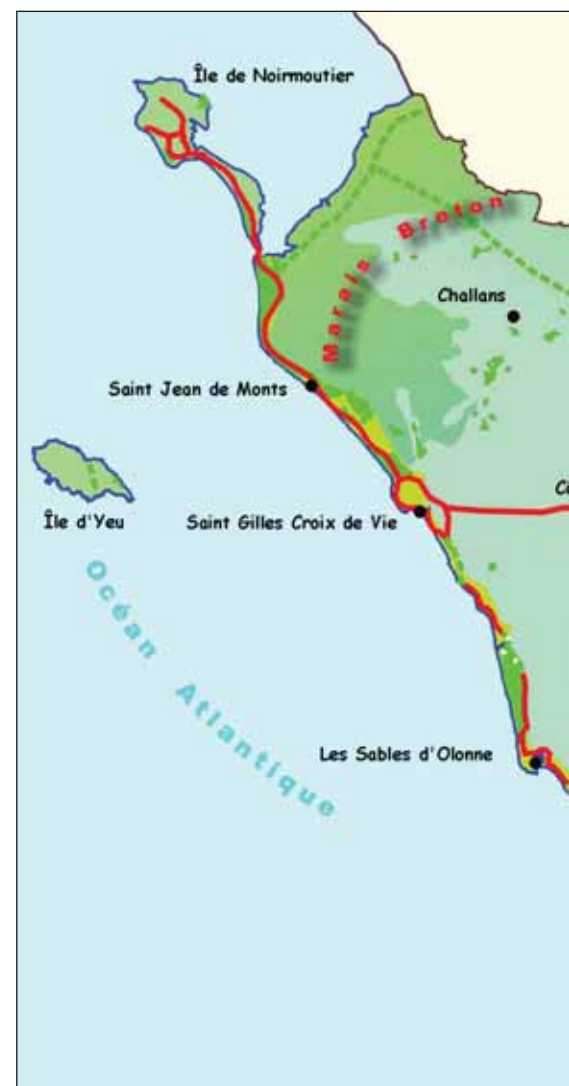 Île de Noirmoutier
Marais Breton
Challans
Saint Jean de Monts
Île d'Yeu
Saint Gilles Croix de Vie
Océan Atlantique
Les Sables d'Olonne